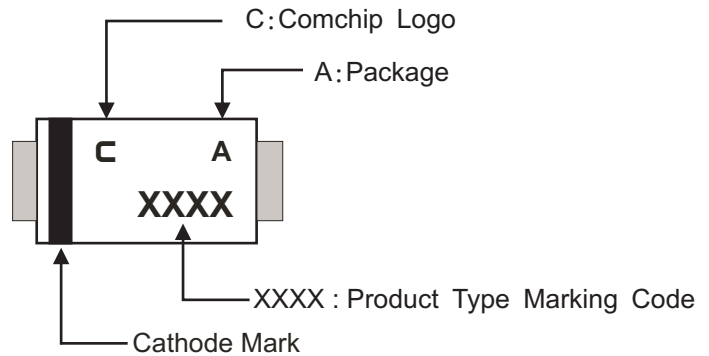 C:Comchip Logo
A:Package
C A
XXXX
XXXX : Product Type Marking Code
Cathode Mark